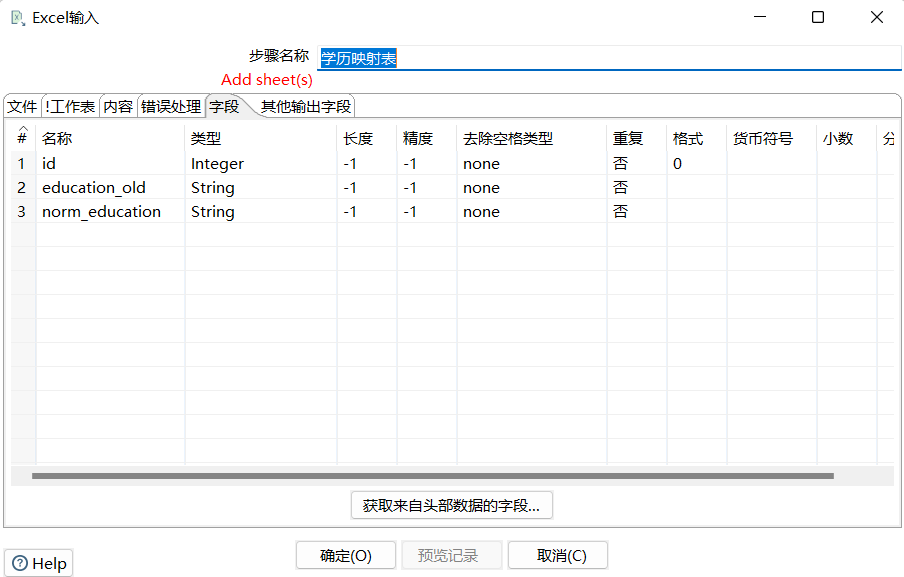 Excel输入
步骤名称 学历映射表
Add sheet(s)
文件 !工作表 内容 错误处理 字段 其他输出字段
# 名称 类型 长度 精度 去除空格类型 重复 格式 货币符号 小数
1 id Integer -1 -1 none 否 0
2 education_old String -1 -1 none 否
3 norm_education String -1 -1 none 否
获取来自头部数据的字段...
确定(O) 预览记录 取消(C)
Help